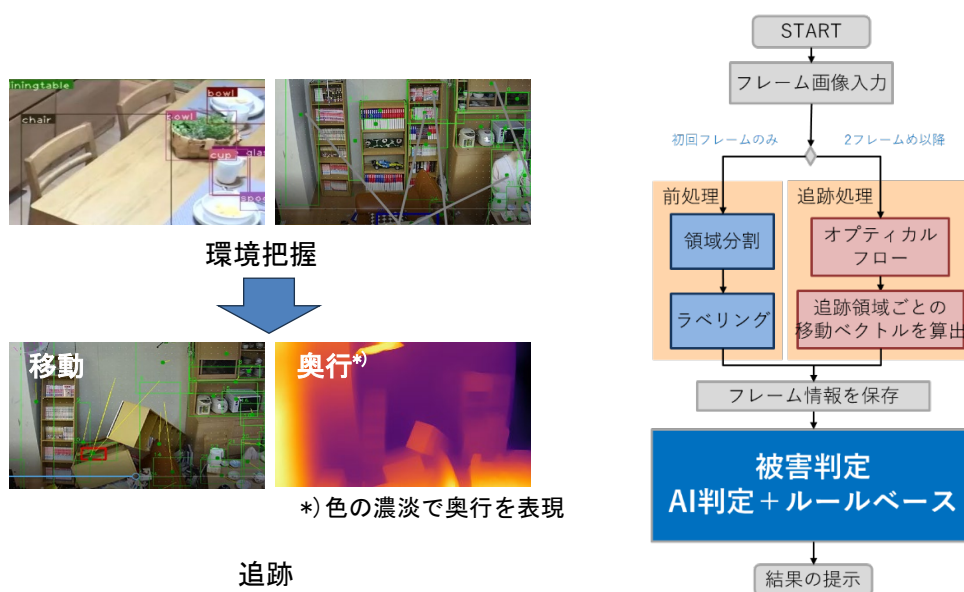 iningtable
chair
bowl
bowl
cup
glas
spoo
環境把握
移動
奥行*)
*)色の濃淡で奥行を表現
追跡
START
フレーム画像入力
初回フレームのみ
2フレームめ以降
前処理
領域分割
ラベリング
追跡処理
オプティカル
フロー
追跡領域ごとの
移動ベクトルを算出
フレーム情報を保存
被害判定
AI判定+ルールベース
結果の提示